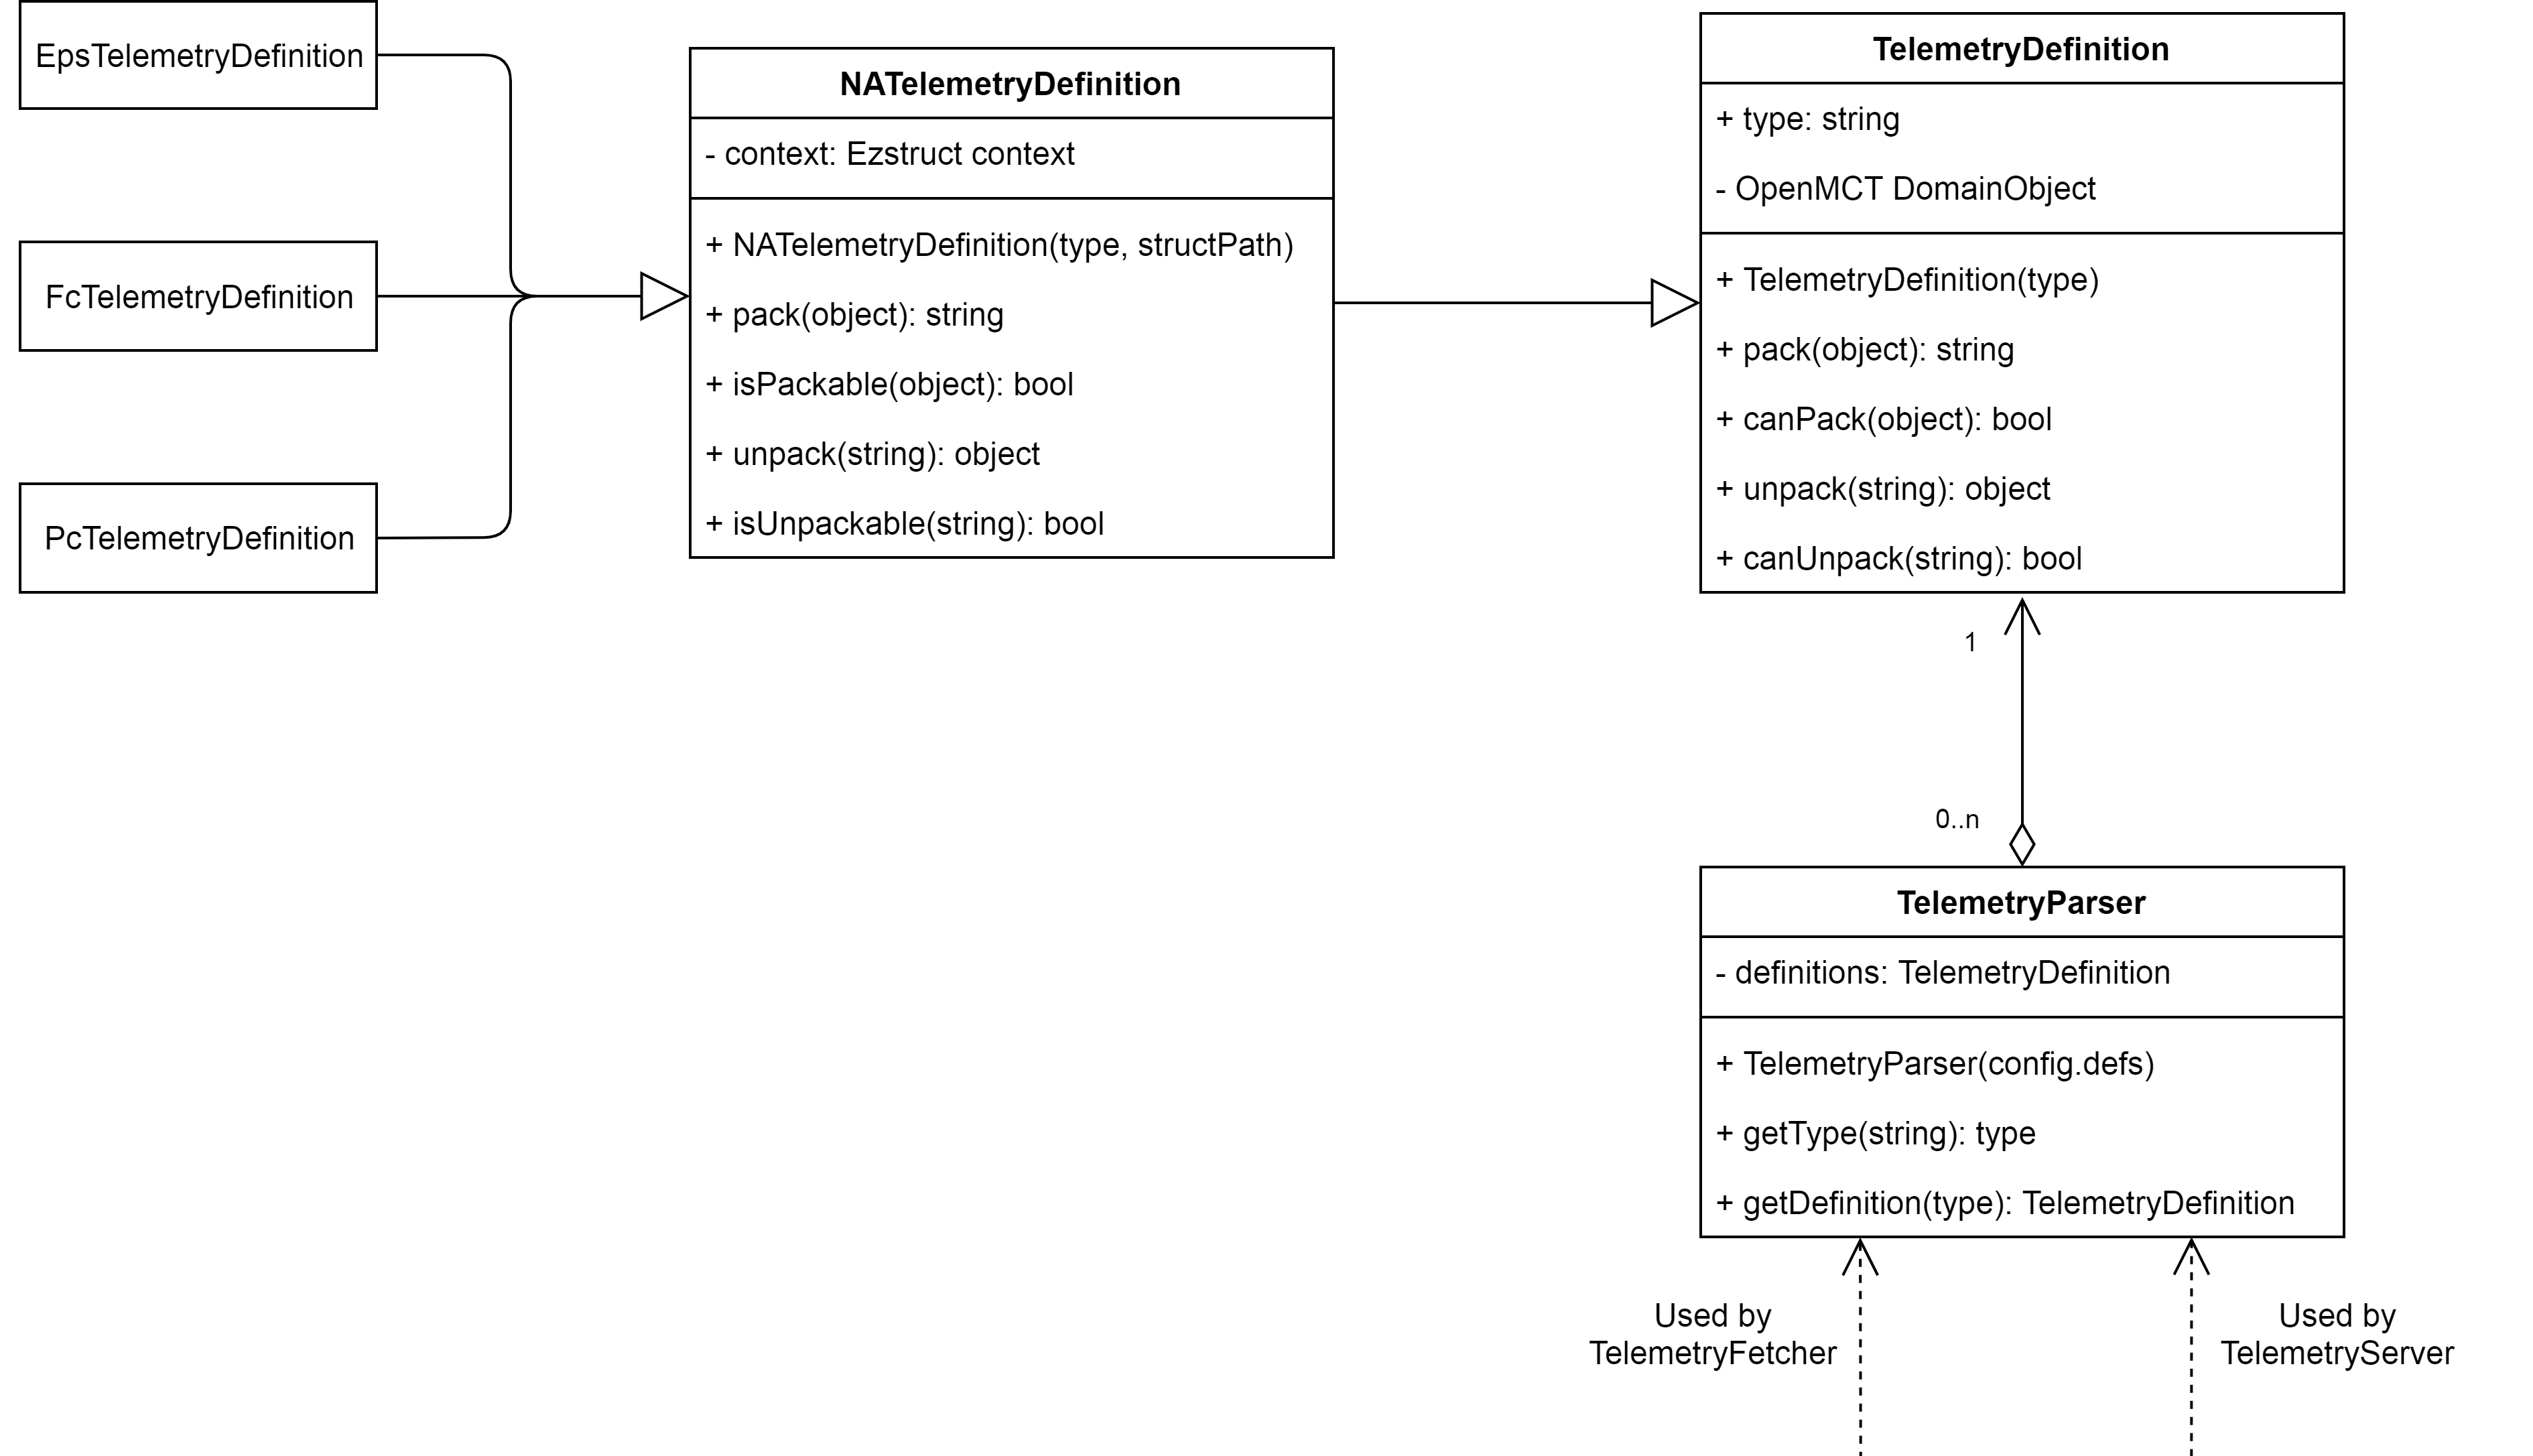 EpsTelemetryDefinition
FcTelemetryDefinition
PcTelemetryDefinition
NATelemetryDefinition
- context: Ezstruct context
+ NATelemetryDefinition(type, structPath)
+ pack(object): string
+ isPackable(object): bool
+ unpack(string): object
+ isUnpackable(string): bool
TelemetryDefinition
+ type: string
- OpenMCT DomainObject
+ TelemetryDefinition(type)
+ pack(object): string
+ canPack(object): bool
+ unpack(string): object
+ canUnpack(string): bool
1
0..n
TelemetryParser
- definitions: TelemetryDefinition
+ TelemetryParser(config.defs)
+ getType(string): type
+ getDefinition(type): TelemetryDefinition
Used by
TelemetryFetcher
Used by
TelemetryServer